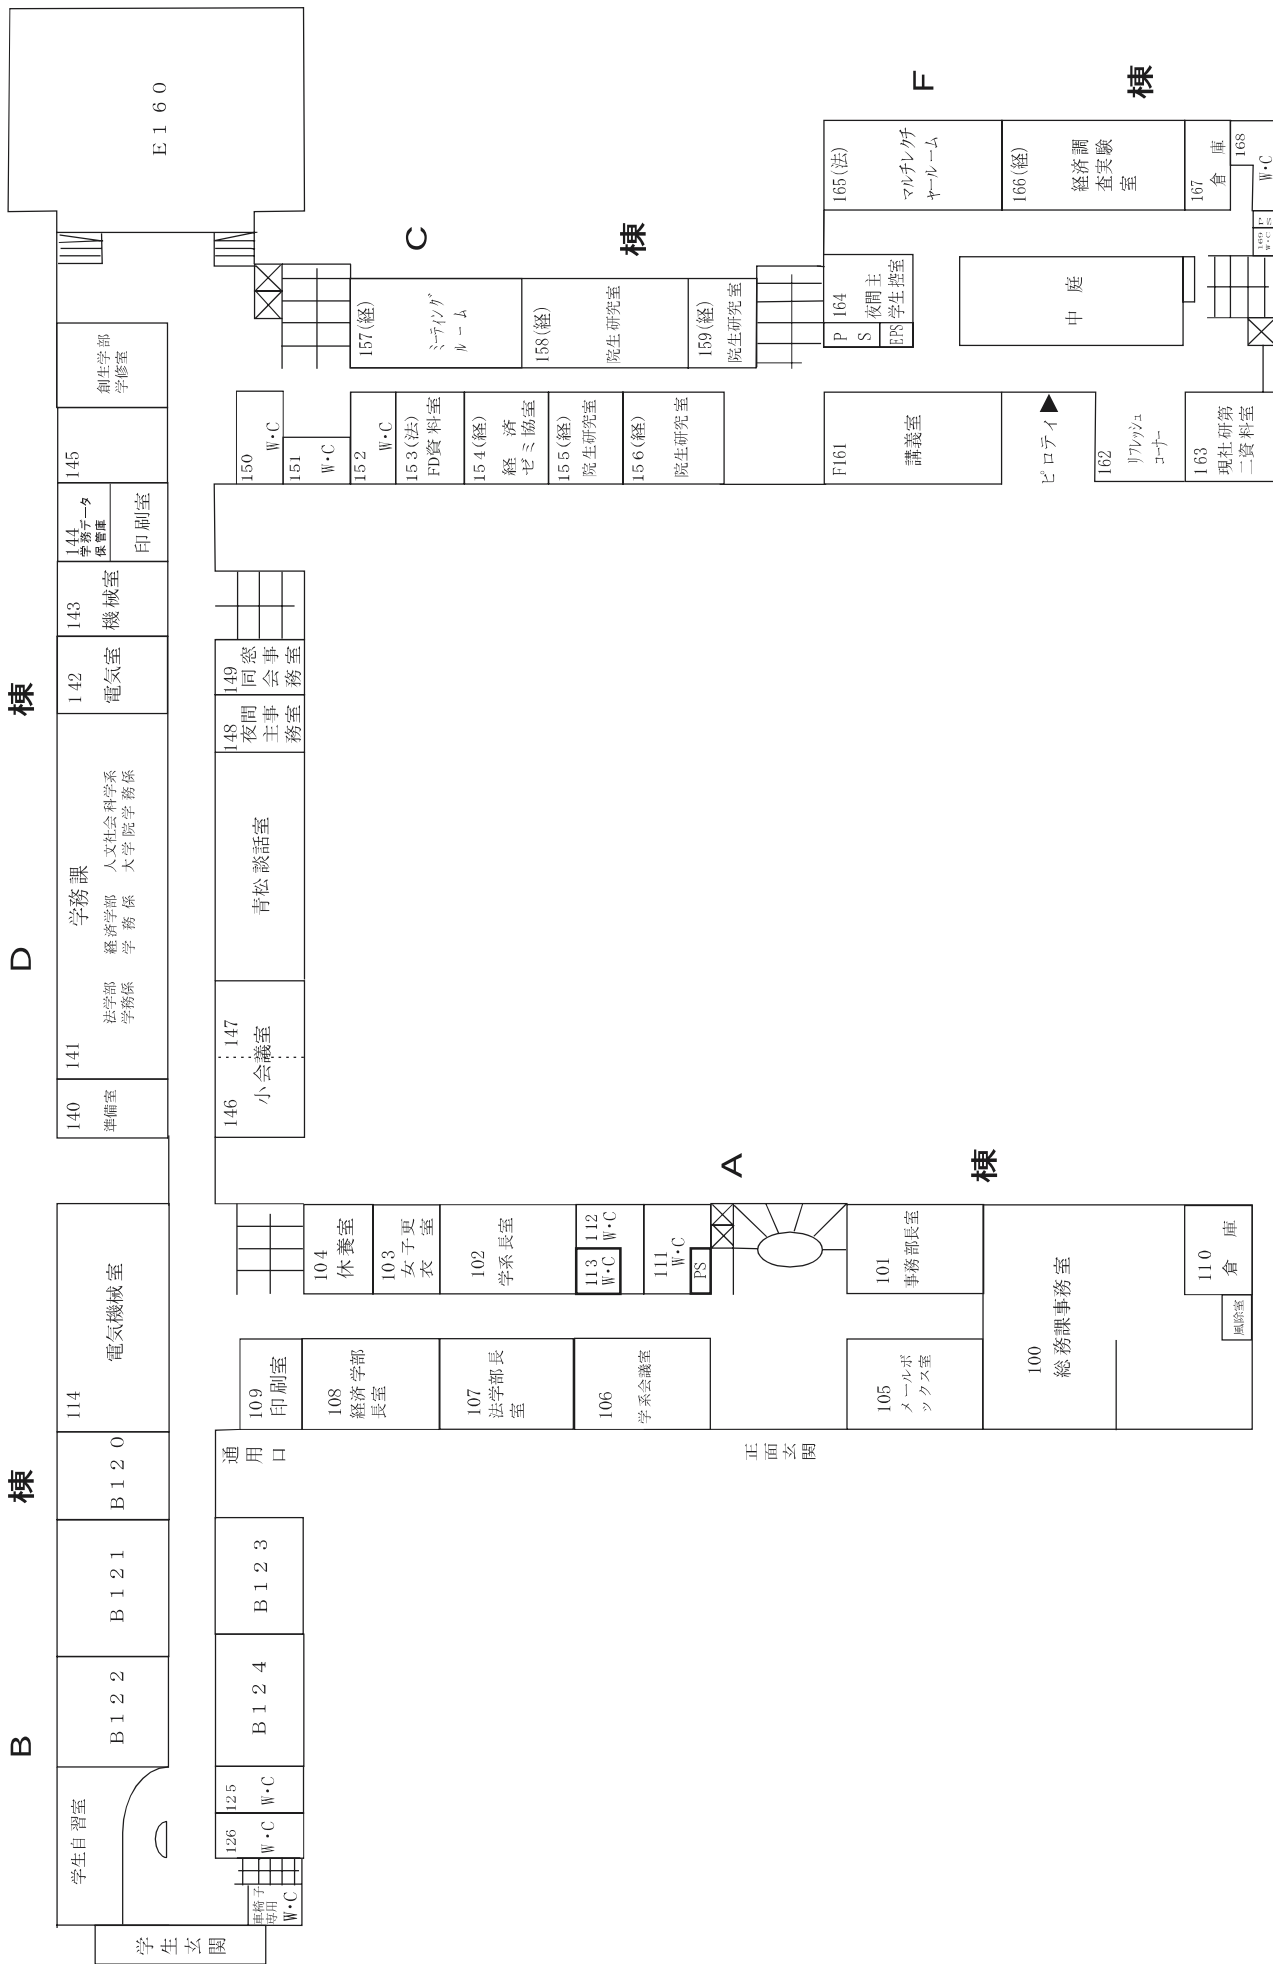 B 棟
D 棟
C 棟
A 棟
F 棟
学生玄関
学生自習室
B122
B121
B120
114
電気機械室
140
準備室
141
学務課
法学部
学務係
経済学部
学務係
人文社会科学系
大学院学務係
142
電気室
143
機械室
144
学務データ
保管庫
印刷室
145
創生学部
学修室
E160
車椅子
専用
W・C
126
W・C
125
W・C
B124
B123
通用口
146
147
小会議室
青松談話室
148
夜間
主事
務室
149
同窓
会事
務室
150
W・C
151
W・C
152
W・C
153(法)
FD資料室
154(経)
経済
ゼミ協室
155(経)
院生研究室
156(経)
院生研究室
157(経)
ミーティング
ルーム
158(経)
院生研究室
159(経)
院生研究室
109
印刷室
108
経済学部
長室
107
法学部長
室
106
学系会議室
正面玄関
105
メールボ
ックス室
104
休養室
103
女子更
衣室
102
学系長室
113
W・C
112
W・C
111
W・C
PS
101
事務部長室
100
総務課事務室
110
倉庫
風除室
F161
講義室
ピロティ▶
162
リフレッシュ
コーナー
163
現社研第
二資料室
PS
EPS
164
夜間主
学生控室
中庭
165(法)
マルチレクチ
ャールーム
166(経)
経済調
査実験
室
167
倉庫
168
W・C
169
W・C
PS